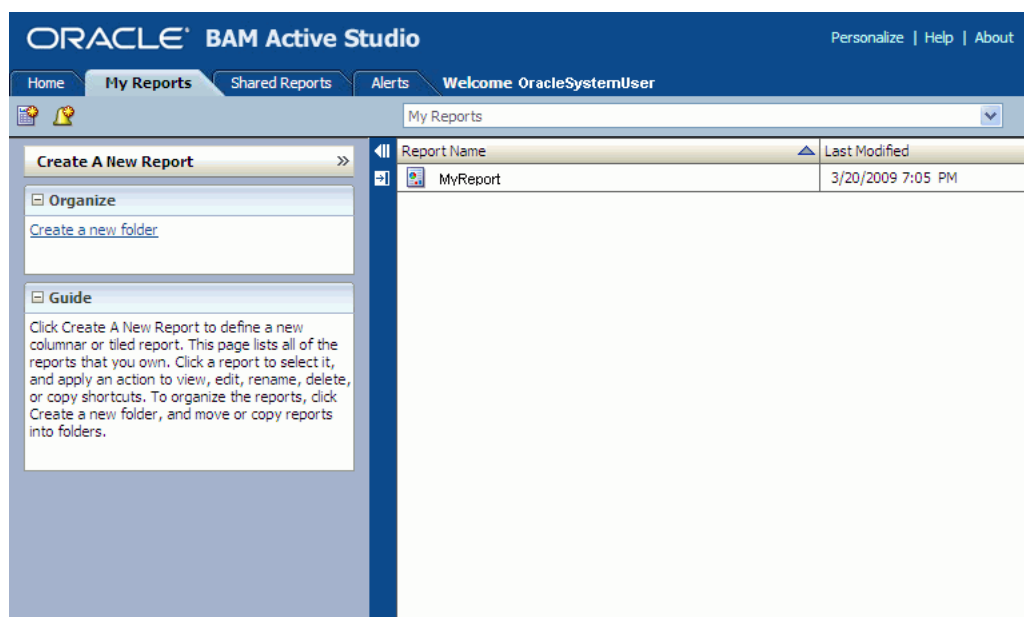 ORACLE BAM Active Studio
Personalize | Help | About
Home My Reports Shared Reports Alerts Welcome OracleSystemUser
My Reports
Create A New Report »
Report Name Last Modified
MyReport 3/20/2009 7:05 PM
Organize
Create a new folder
Guide
Click Create A New Report to define a new
columnar or tiled report. This page lists all of the
reports that you own. Click a report to select it,
and apply an action to view, edit, rename, delete,
or copy shortcuts. To organize the reports, click
Create a new folder, and move or copy reports
into folders.